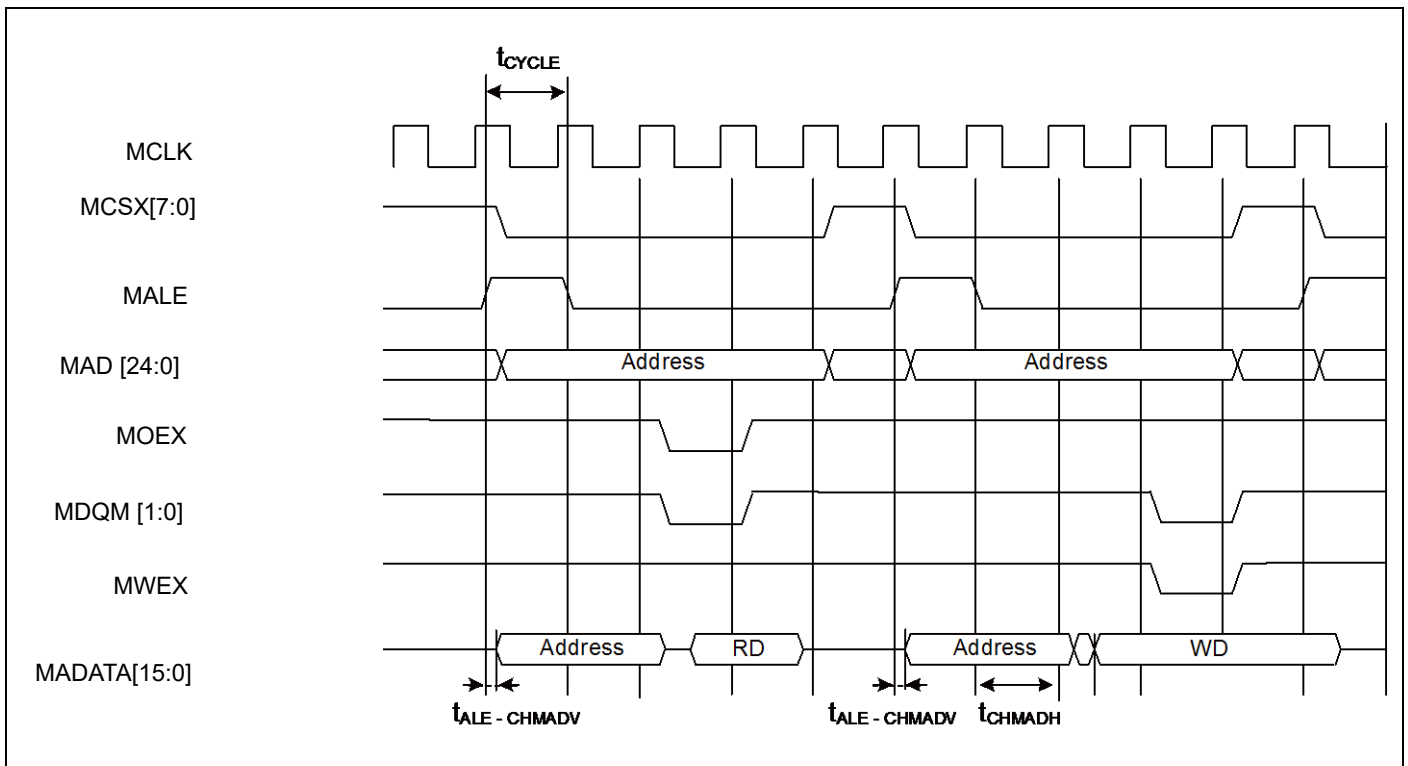 tCYCLE
MCLK
MCSX[7:0]
MALE
MAD [24:0]
Address
Address
MOEX
MDQM [1:0]
MWEX
MADATA[15:0]
Address
RD
Address
WD
tALE - CHMADV
tALE - CHMADV
tCHMADH